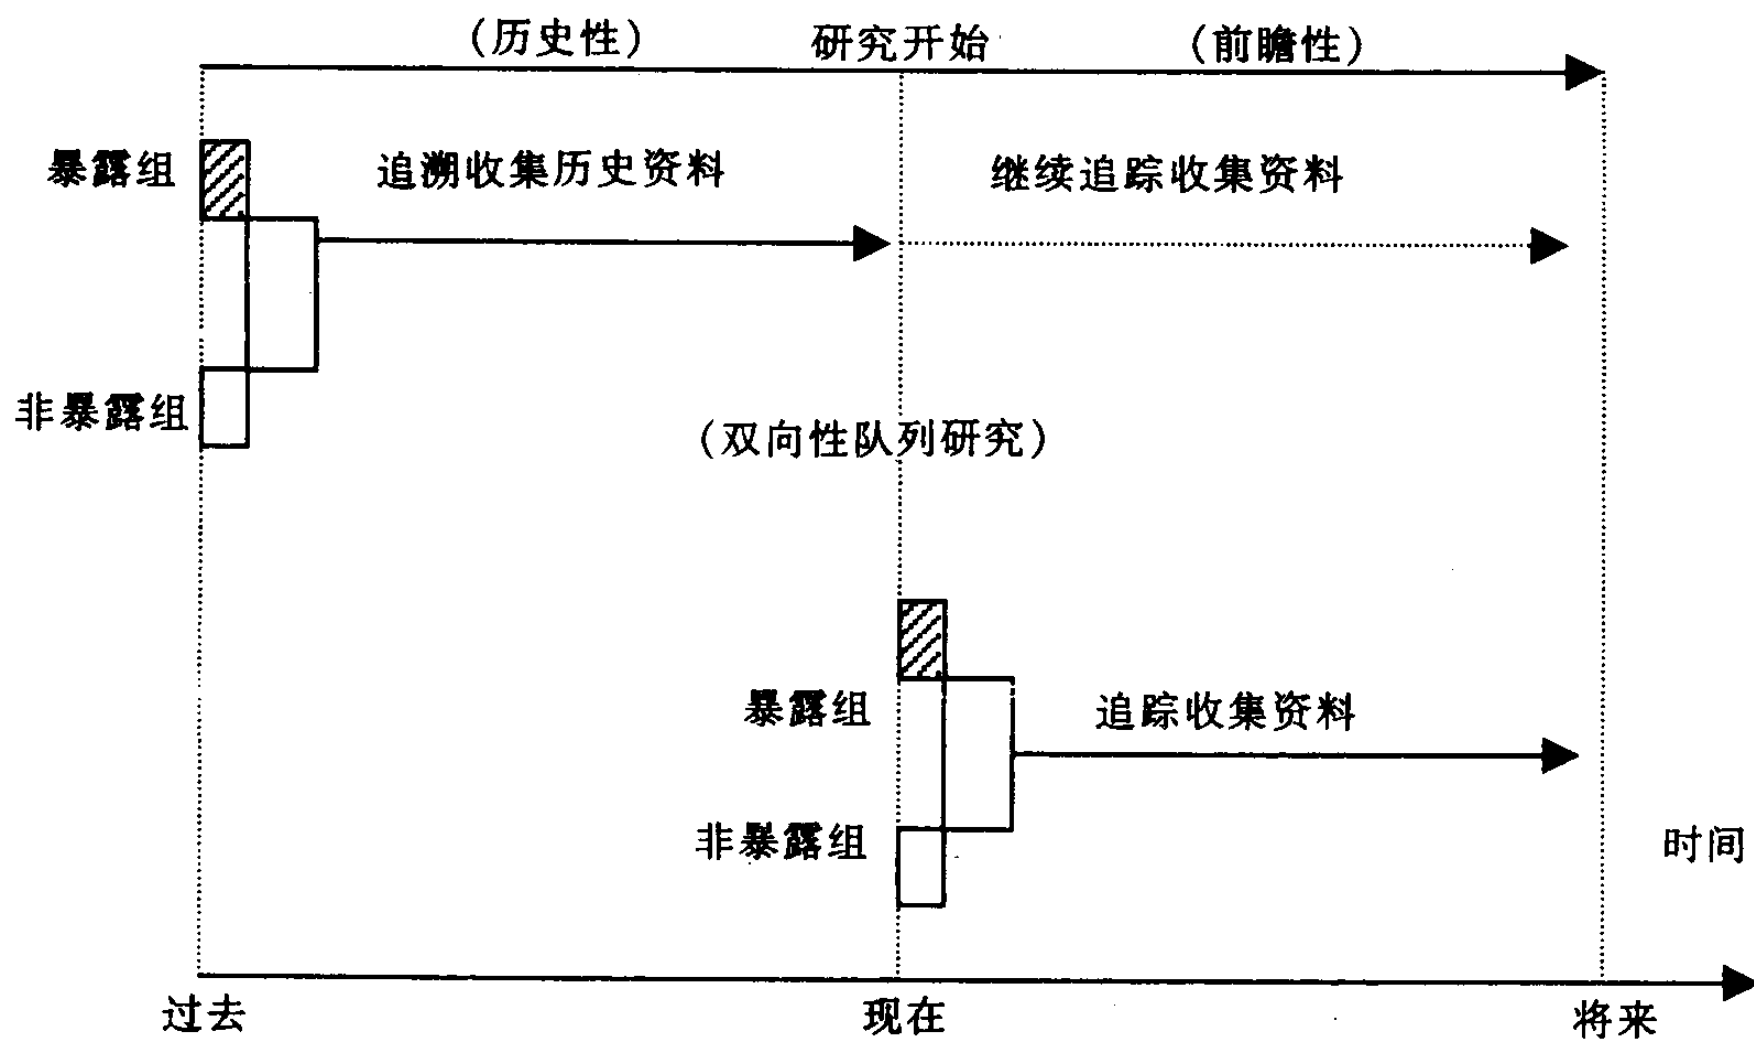 （历史性） 研究开始 （前瞻性）
暴露组 追溯收集历史资料 继续追踪收集资料
非暴露组
（双向性队列研究）
暴露组 追踪收集资料
非暴露组
时间
过去 现在 将来